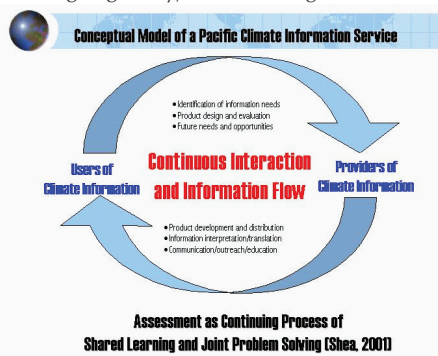 Conceptual Model of a Pacific Climate Information Service
• Identification of information needs
• Product design and evaluation
• Future needs and opportunities
Users of
Climate Information
Continuous Interaction
and Information Flow
Providers of
Climate Information
• Product development and distribution
• Information interpretation/translation
• Communication/outreach/education
Assessment as Continuing Process of
Shared Learning and Joint Problem Solving (Shea, 2001)